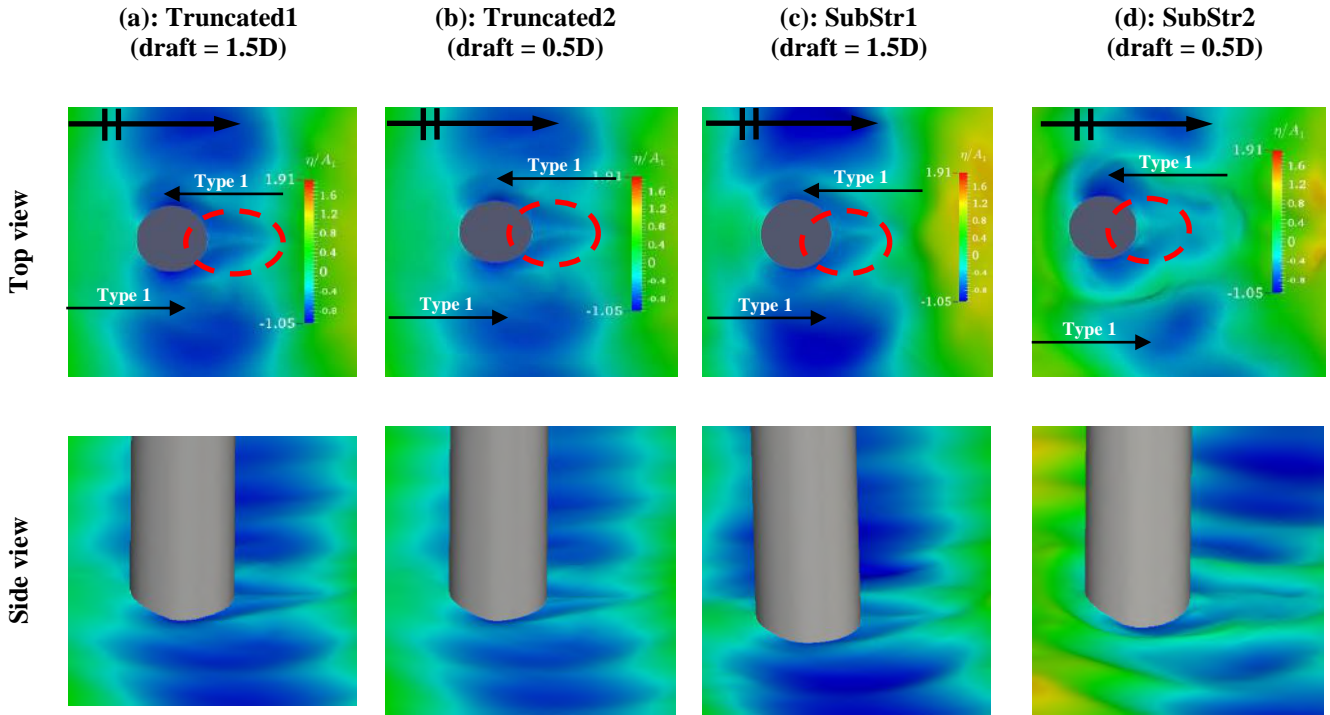 (a): Truncated1
(draft = 1.5D)
(b): Truncated2
(draft = 0.5D)
(c): SubStr1
(draft = 1.5D)
(d): SubStr2
(draft = 0.5D)
Top view
η/A₁
1.91
1.6
1.2
0.8
0.4
0
-0.4
-0.8
-1.05
Type 1
Type 1
η/A₁
1.91
1.6
1.2
0.8
0.4
0
-0.4
-0.8
-1.05
Type 1
Type 1
η/A₁
1.91
1.6
1.2
0.8
0.4
0
-0.4
-0.8
-1.05
Type 1
Type 1
η/A₁
1.91
1.6
1.2
0.8
0.4
0
-0.4
-0.8
-1.05
Type 1
Type 1
Side view